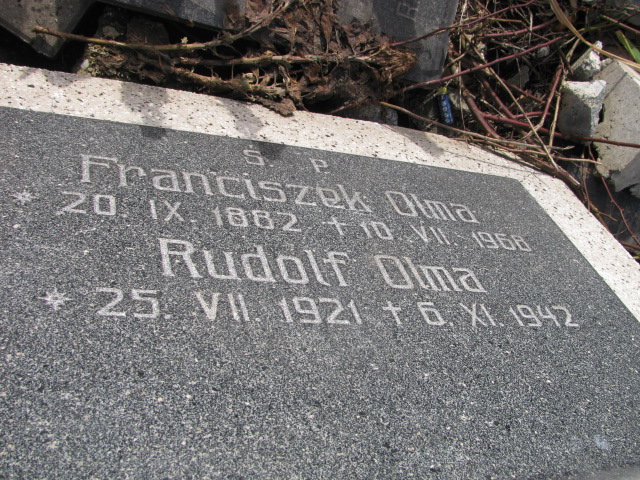 Ś. P.
Franciszek Olma
* 20. IX. 1882 + 10. VII. 1968
Rudolf Olma
* 25. VII. 1921 + 6. XI. 1942